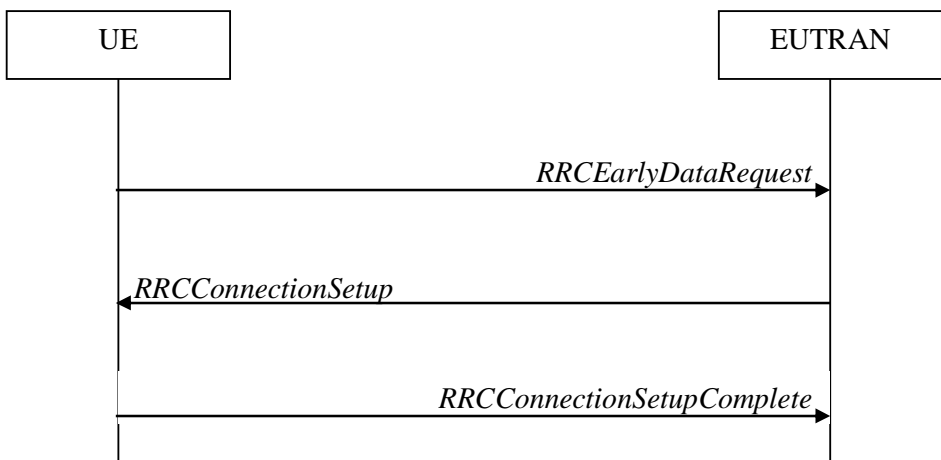 UE
EUTRAN
RRCEarlyDataRequest
RRCConnectionSetup
RRCConnectionSetupComplete